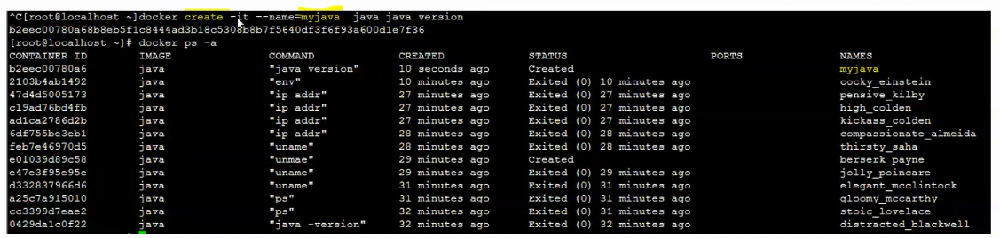 ^C[root@localhost ~]docker create -it --name=myjava java java version
b2eec00780a68b8eb5f1c8444ad3b18c5308b8b7f5640df3f6f93a600d1e7f36
[root@localhost ~]# docker ps -a
CONTAINER ID IMAGE COMMAND CREATED STATUS PORTS NAMES
b2eec00780a6 java "java version" 10 seconds ago Created myjava
2103b4ab1492 java "env" 10 minutes ago Exited (0) 10 minutes ago cocky_einstein
47d4d5005173 java "ip addr" 27 minutes ago Exited (0) 27 minutes ago pensive_kilby
c19ad76bd4fb java "ip addr" 27 minutes ago Exited (0) 27 minutes ago high_colden
ad1ca2786d2b java "ip addr" 27 minutes ago Exited (0) 27 minutes ago kickass_colden
6df755be3eb1 java "ip addr" 28 minutes ago Exited (0) 28 minutes ago compassionate_almeida
feb7e46970d5 java "uname" 28 minutes ago Exited (0) 28 minutes ago thirsty_saha
e01039d89c58 java "unmae" 29 minutes ago Created berserk_payne
e47e3f95e95e java "uname" 29 minutes ago Exited (0) 29 minutes ago jolly_poincare
d332837966d6 java "uname" 31 minutes ago Exited (0) 31 minutes ago elegant_mcclintock
a25c7a915010 java "ps" 31 minutes ago Exited (0) 31 minutes ago gloomy_mccarthy
cc3399d7eae2 java "ps" 32 minutes ago Exited (0) 31 minutes ago stoic_lovelace
0429da1c0f22 java "java -version" 32 minutes ago Exited (0) 32 minutes ago distracted_blackwell